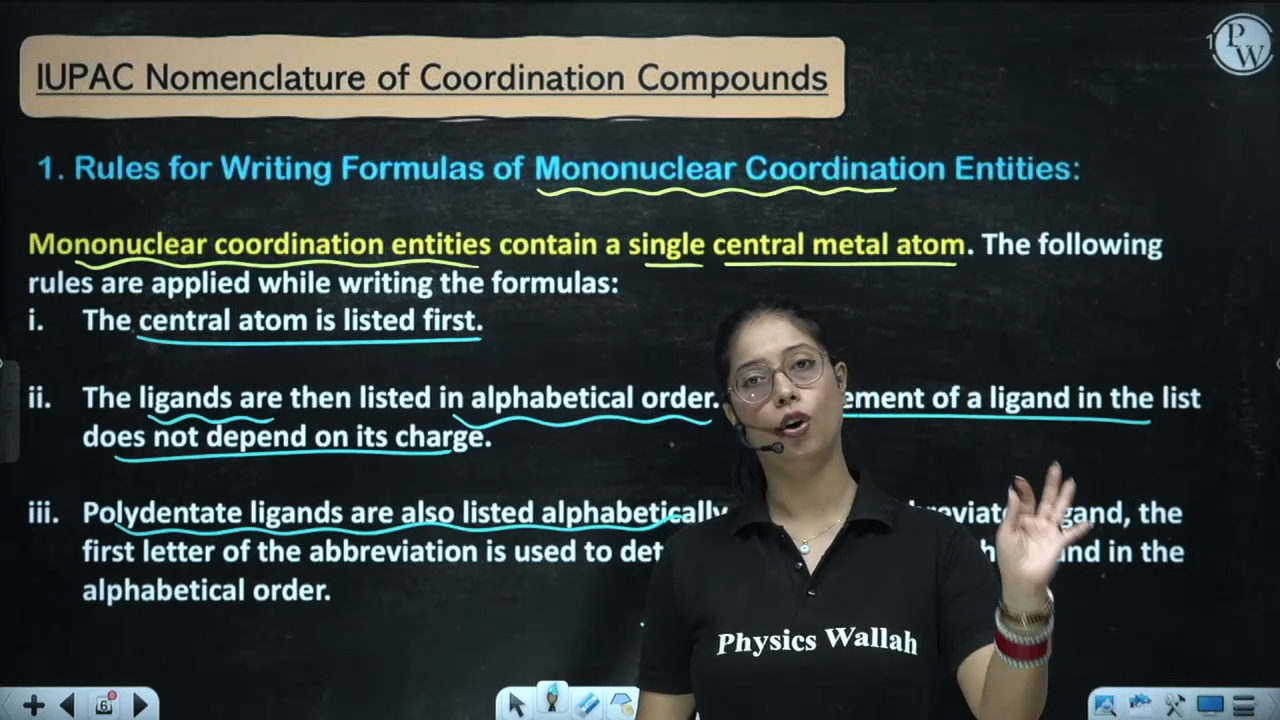 IUPAC Nomenclature of Coordination Compounds
PW
1. Rules for Writing Formulas of Mononuclear Coordination Entities:
Mononuclear coordination entities contain a single central metal atom. The following
rules are applied while writing the formulas:
i. The central atom is listed first.
ii. The ligands are then listed in alphabetical order. ement of a ligand in the list
does not depend on its charge.
iii. Polydentate ligands are also listed alphabetically gand, the
first letter of the abbreviation is used to det and in the
alphabetical order.
Physics Wallah
6